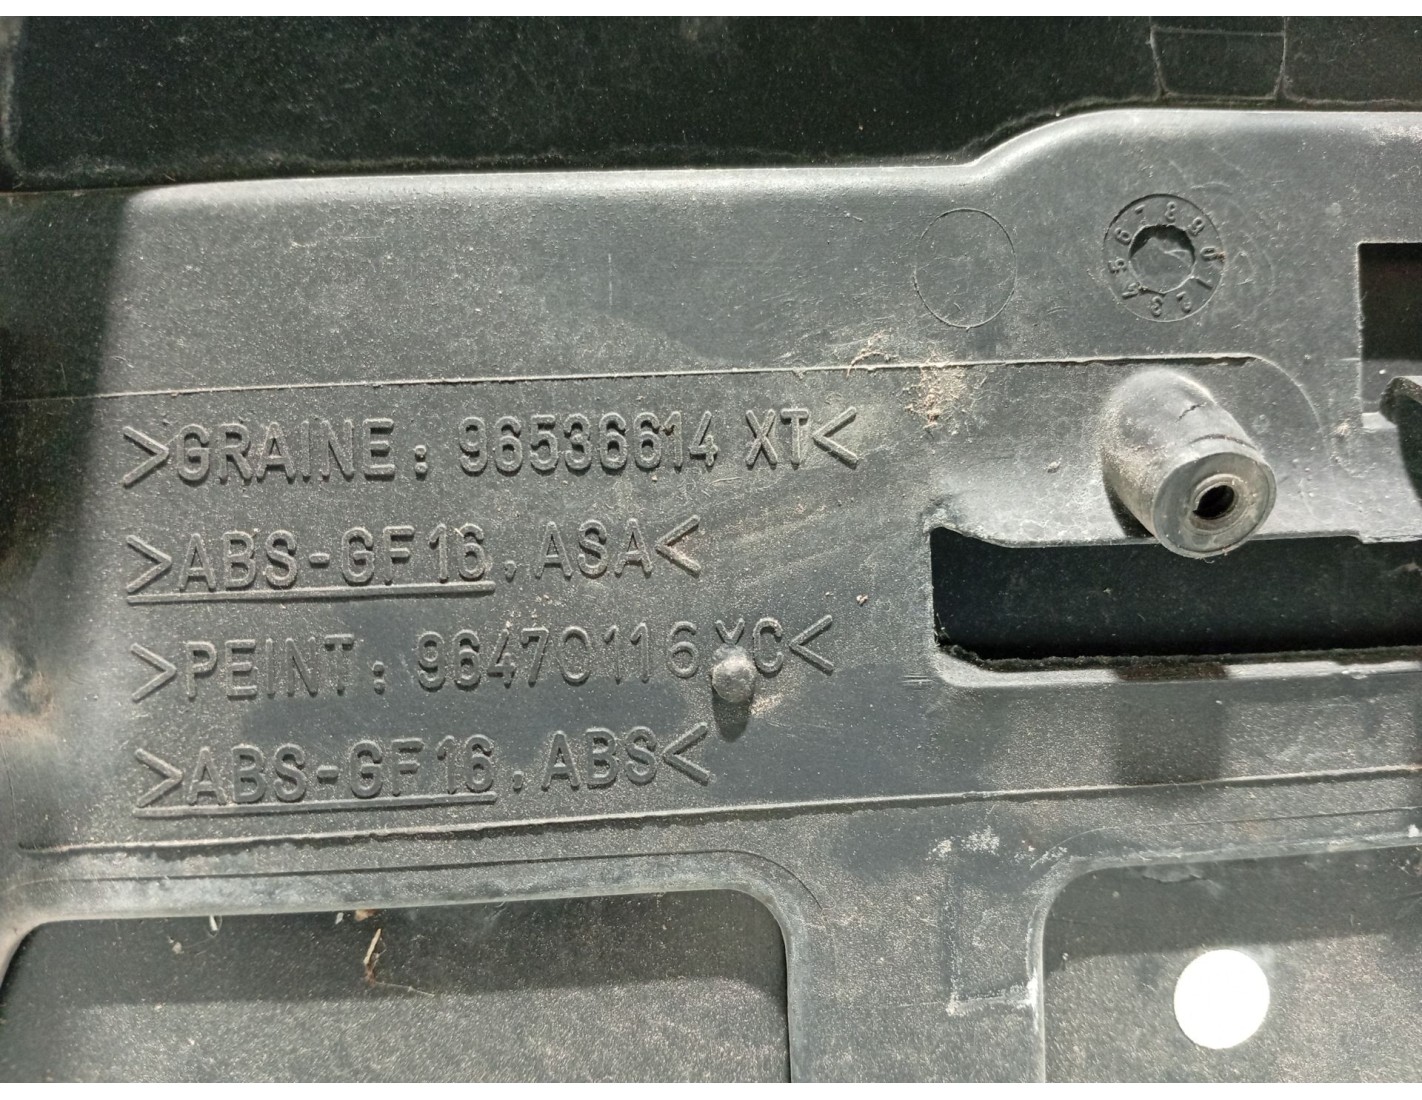 >GRAINE: 96536614 XT<
>ABS-GF16, ASA<
>PEINT: 96470116 XC<
>ABS-GF16, ABS<